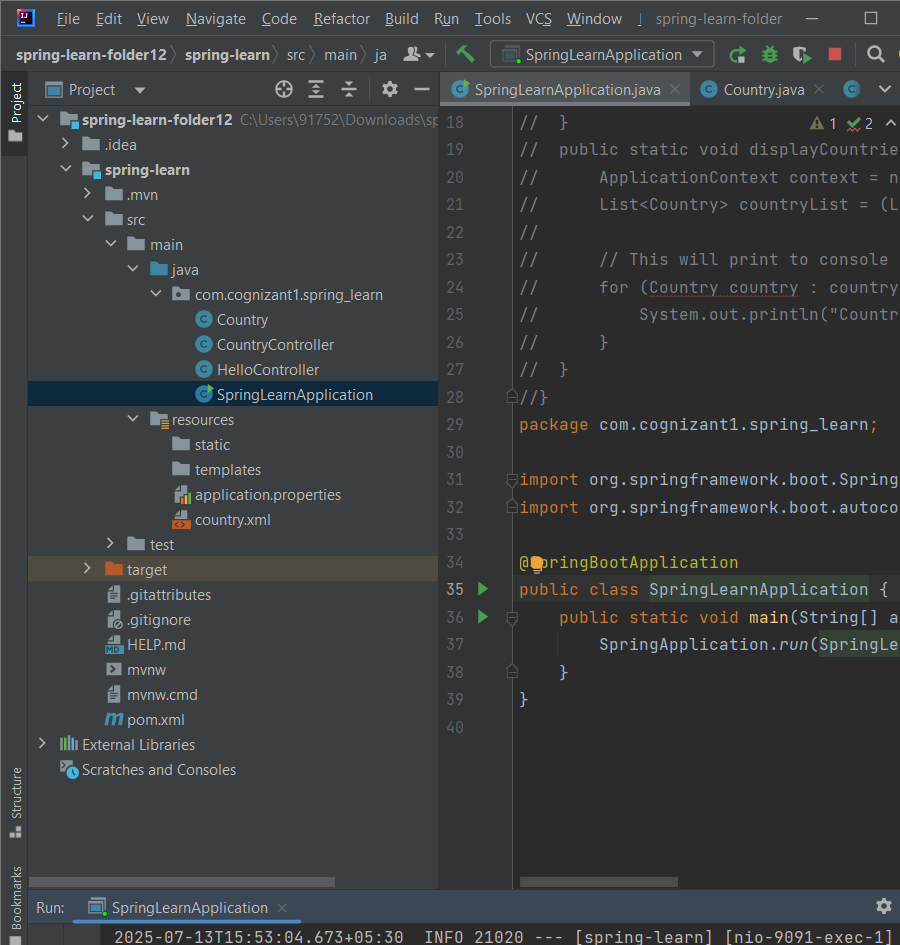 File Edit View Navigate Code Refactor Build Run Tools VCS Window spring-learn-folder
spring-learn-folder12 spring-learn src main ja SpringLearnApplication
Project
Project
SpringLearnApplication.java Country.java
spring-learn-folder12 C:\Users\91752\Downloads\sp
.idea
spring-learn
.mvn
src
main
java
com.cognizant1.spring_learn
Country
CountryController
HelloController
SpringLearnApplication
resources
static
templates
application.properties
country.xml
test
target
.gitattributes
.gitignore
HELP.md
mvnw
mvnw.cmd
pom.xml
External Libraries
Scratches and Consoles
Structure
Bookmarks
1 2
18 // }
19 // public static void displayCountrie
20 // ApplicationContext context = n
21 // List<Country> countryList = (L
22 //
23 // // This will print to console
24 // for (Country country : country
25 // System.out.println("Countr
26 // }
27 // }
28 //}
29 package com.cognizant1.spring_learn;
30
31 import org.springframework.boot.Spring
32 import org.springframework.boot.autoco
33
34 @SpringBootApplication
35 public class SpringLearnApplication {
36 public static void main(String[] a
37 SpringApplication.run(SpringLe
38 }
39 }
40
Run: SpringLearnApplication
2025-07-13T15:53:04.673+05:30 INFO 21020 --- [spring-learn] [nio-9091-exec-1]